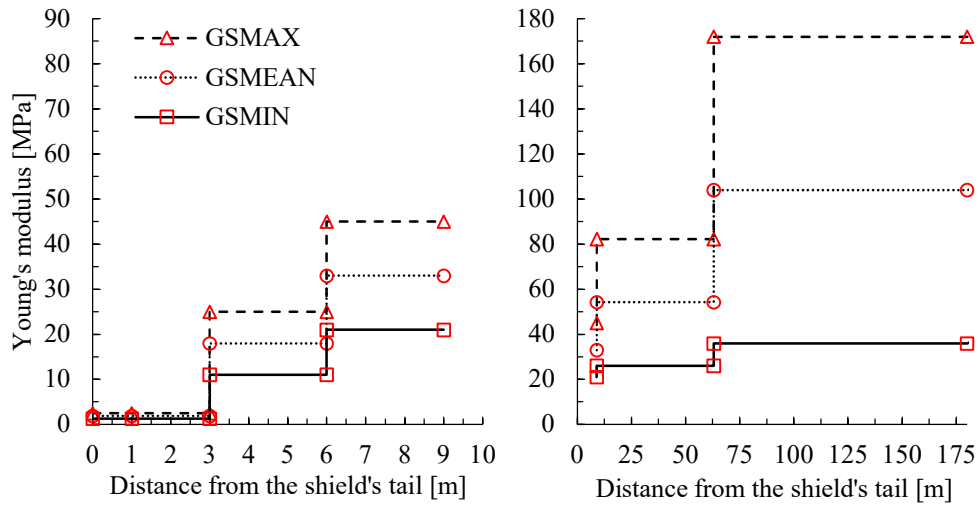 Young's modulus [MPa]
90
80
70
60
50
40
30
20
10
0
GSMAX
GSMEAN
GSMIN
0 1 2 3 4 5 6 7 8 9 10
Distance from the shield's tail [m]
180
160
140
120
100
80
60
40
20
0
0 25 50 75 100 125 150 175
Distance from the shield's tail [m]